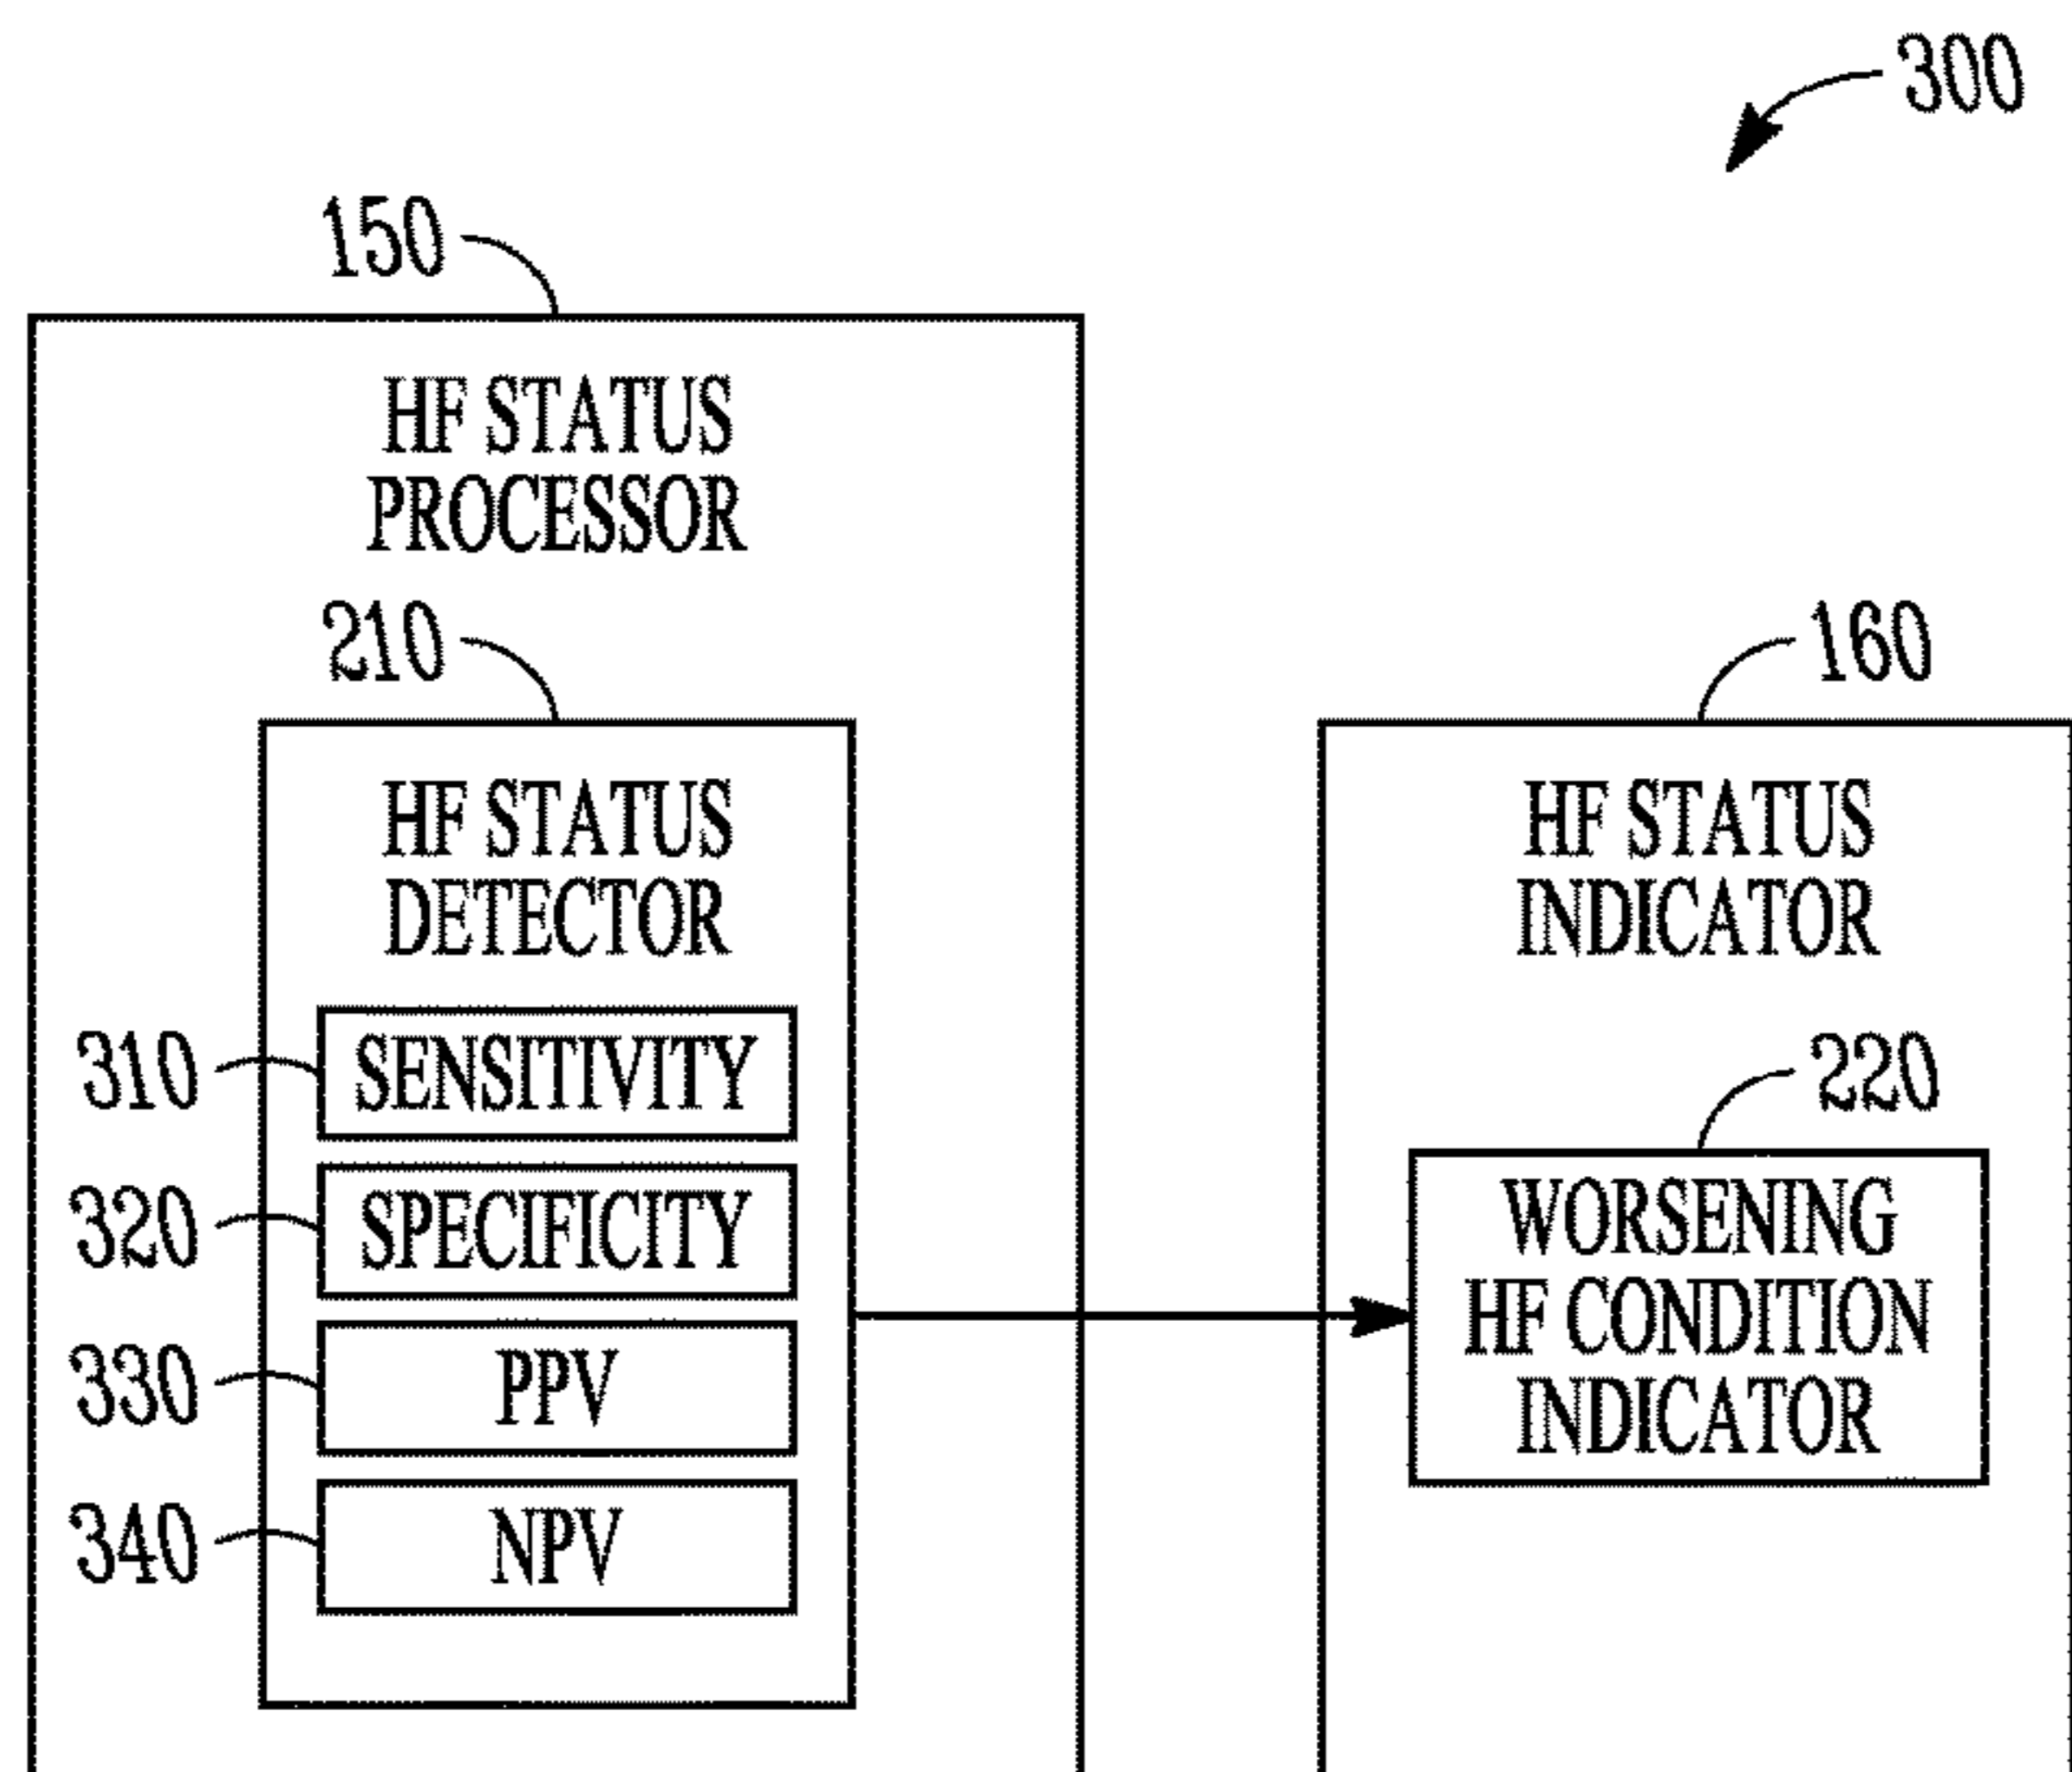 300
150
HF STATUS
PROCESSOR
210
HF STATUS
DETECTOR
310
SENSITIVITY
320
SPECIFICITY
330
PPV
340
NPV
160
HF STATUS
INDICATOR
220
WORSENING
HF CONDITION
INDICATOR